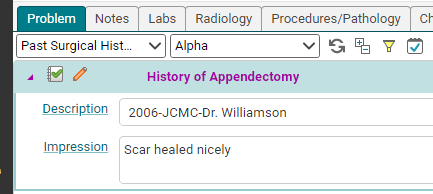 Problem Notes Labs Radiology Procedures/Pathology Ch
Past Surgical Hist... Alpha
History of Appendectomy
Description 2006-JCMC-Dr. Williamson
Impression Scar healed nicely